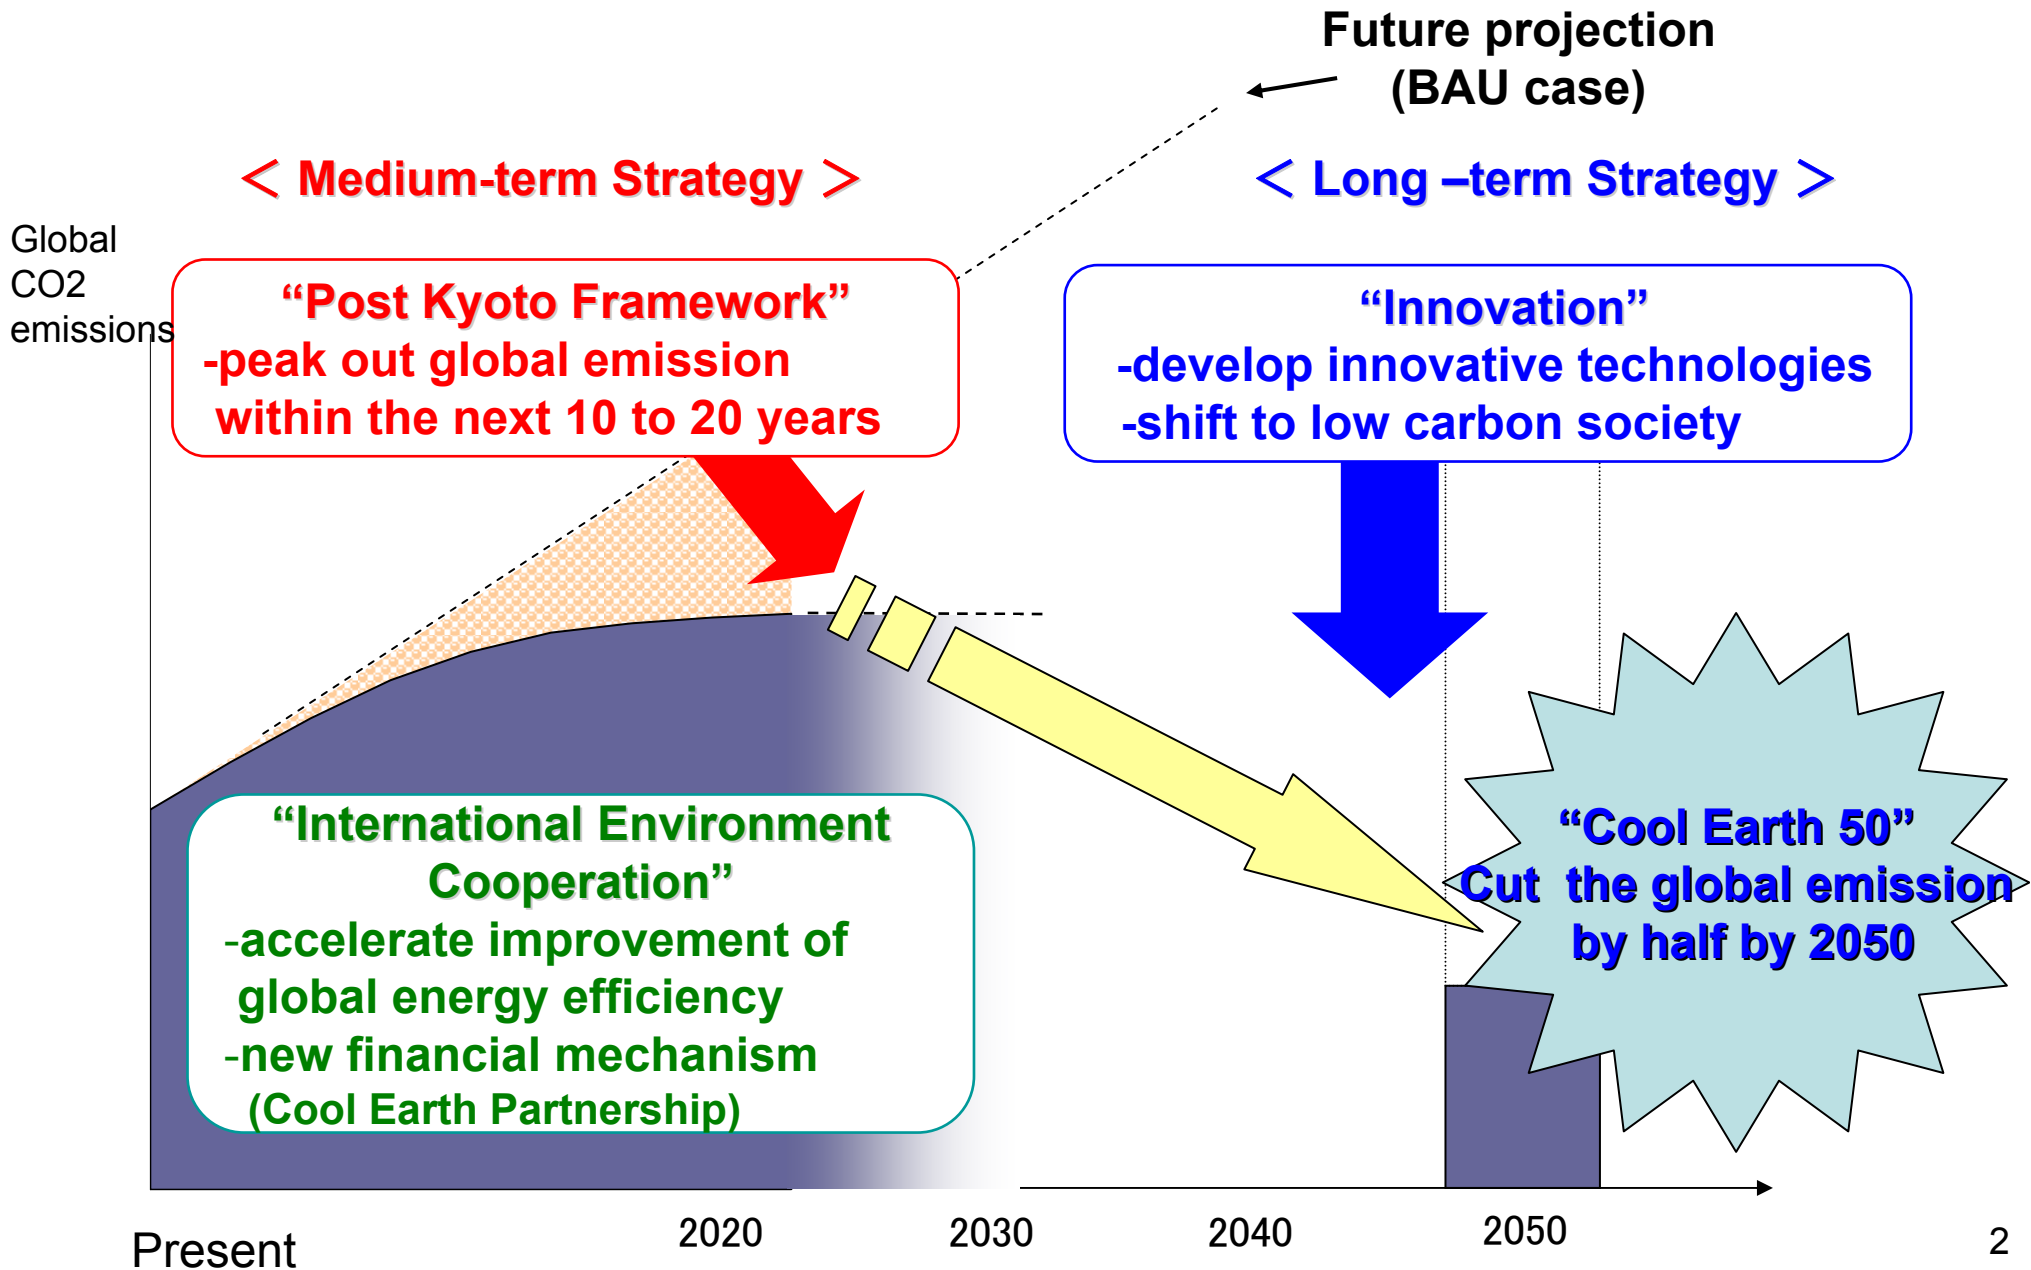 Future projection
(BAU case)
＜ Medium-term Strategy ＞
＜ Long –term Strategy ＞
Global
CO2
emissions
“Post Kyoto Framework”
-peak out global emission
within the next 10 to 20 years
“Innovation”
-develop innovative technologies
-shift to low carbon society
“International Environment
Cooperation”
-accelerate improvement of
global energy efficiency
-new financial mechanism
(Cool Earth Partnership)
“Cool Earth 50”
Cut the global emission
by half by 2050
Present
2020
2030
2040
2050
2